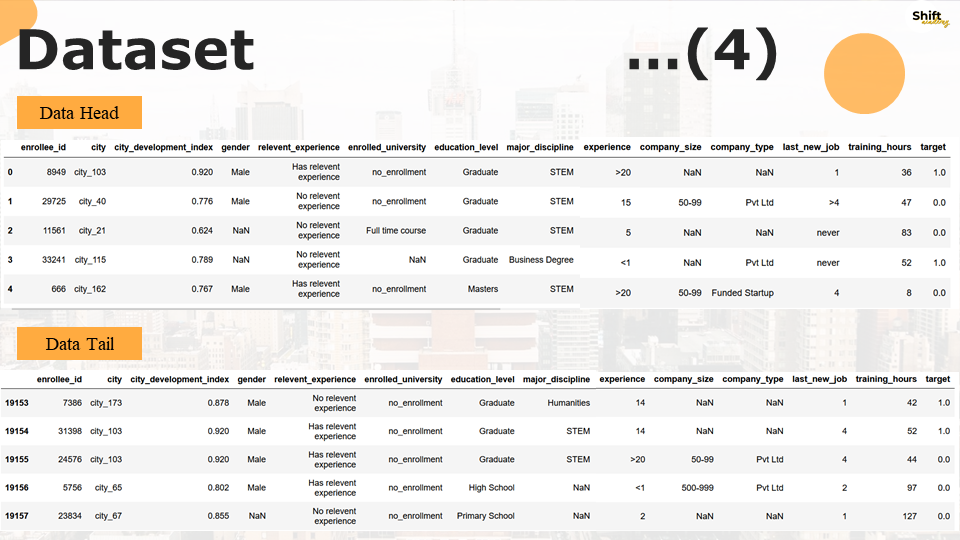 Shift
academy
Dataset ...(4)
Data Head
enrollee_id city city_development_index gender relevent_experience enrolled_university education_level major_discipline experience company_size company_type last_new_job training_hours target
0 8949 city_103 0.920 Male Has relevent experience no_enrollment Graduate STEM >20 NaN NaN 1 36 1.0
1 29725 city_40 0.776 Male No relevent experience no_enrollment Graduate STEM 15 50-99 Pvt Ltd >4 47 0.0
2 11561 city_21 0.624 NaN No relevent experience Full time course Graduate STEM 5 NaN NaN never 83 0.0
3 33241 city_115 0.789 NaN No relevent experience NaN Graduate Business Degree <1 NaN Pvt Ltd never 52 1.0
4 666 city_162 0.767 Male Has relevent experience no_enrollment Masters STEM >20 50-99 Funded Startup 4 8 0.0
Data Tail
enrollee_id city city_development_index gender relevent_experience enrolled_university education_level major_discipline experience company_size company_type last_new_job training_hours target
19153 7386 city_173 0.878 Male No relevent experience no_enrollment Graduate Humanities 14 NaN NaN 1 42 1.0
19154 31398 city_103 0.920 Male Has relevent experience no_enrollment Graduate STEM 14 NaN NaN 4 52 1.0
19155 24576 city_103 0.920 Male Has relevent experience no_enrollment Graduate STEM >20 50-99 Pvt Ltd 4 44 0.0
19156 5756 city_65 0.802 Male Has relevent experience no_enrollment High School NaN <1 500-999 Pvt Ltd 2 97 0.0
19157 23834 city_67 0.855 NaN No relevent experience no_enrollment Primary School NaN 2 NaN NaN 1 127 0.0